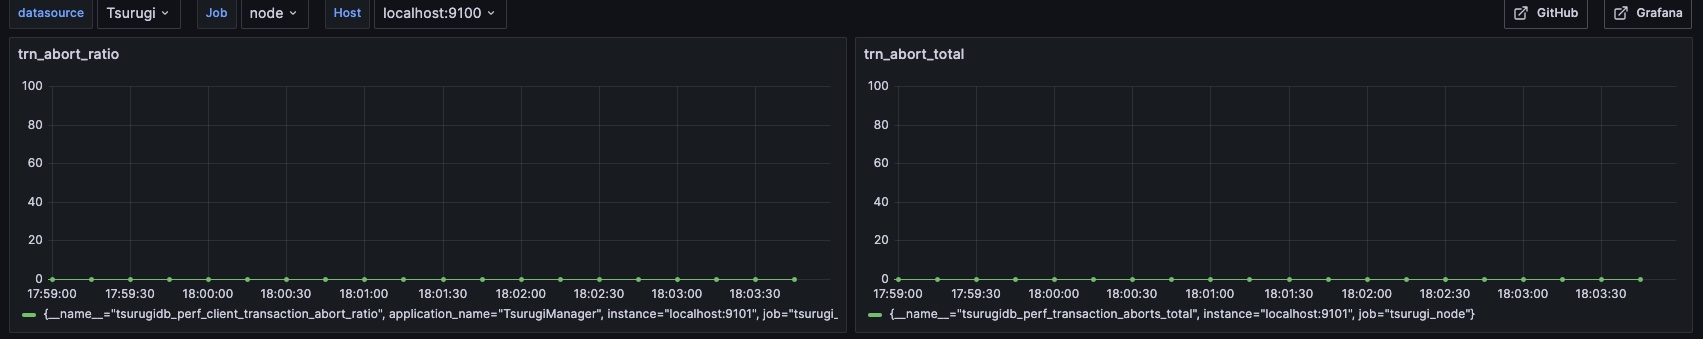 datasource Tsurugi Job node Host localhost:9100 GitHub Grafana
trn_abort_ratio
100
80
60
40
20
0
17:59:00 17:59:30 18:00:00 18:00:30 18:01:00 18:01:30 18:02:00 18:02:30 18:03:00 18:03:30
{__name__="tsurugidb_perf_client_transaction_abort_ratio", application_name="TsurugiManager", instance="localhost:9101", job="tsurugi_
trn_abort_total
100
80
60
40
20
0
17:59:00 17:59:30 18:00:00 18:00:30 18:01:00 18:01:30 18:02:00 18:02:30 18:03:00 18:03:30
{__name__="tsurugidb_perf_transaction_aborts_total", instance="localhost:9101", job="tsurugi_node"}